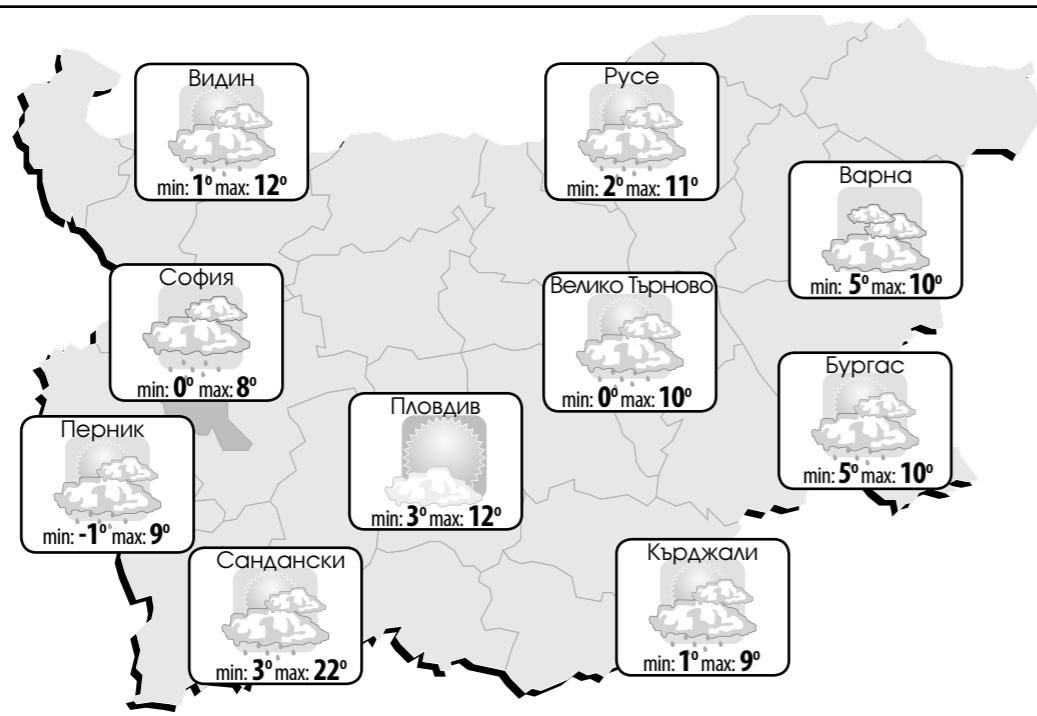 Видин
min: 1° max: 12°
Русе
min: 2° max: 11°
Варна
min: 5° max: 10°
София
min: 0° max: 8°
Велико Търново
min: 0° max: 10°
Бургас
min: 5° max: 10°
Пловдив
min: 3° max: 12°
Перник
min: -1° max: 9°
Сандански
min: 3° max: 22°
Кърджали
min: 1° max: 9°